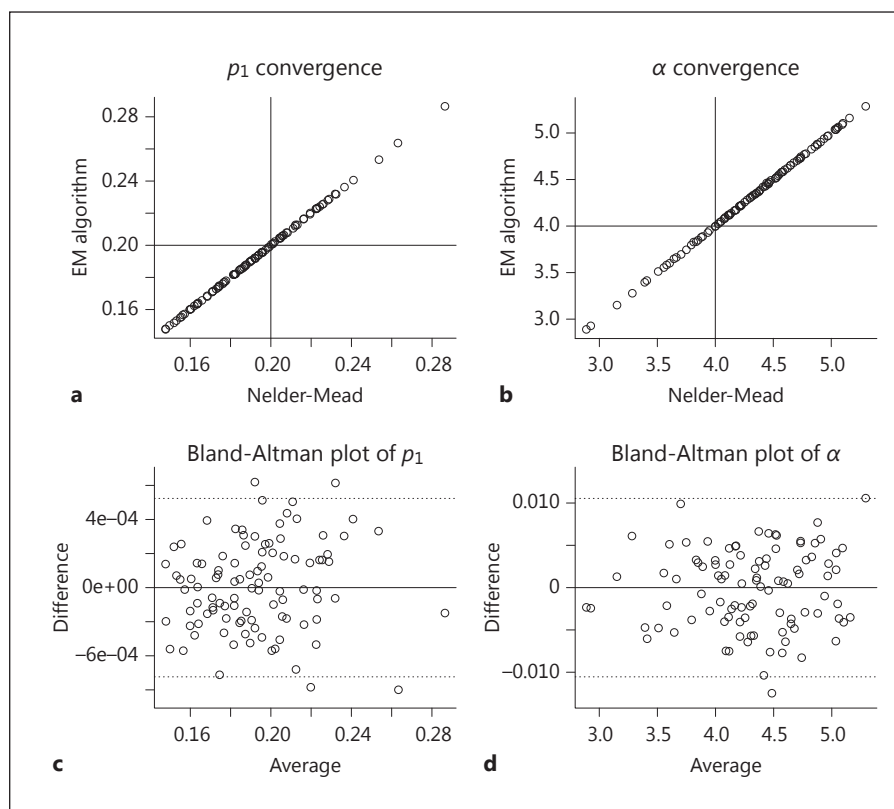 p₁ convergence
EM algorithm
0.28
0.24
0.20
0.16
0.16 0.20 0.24 0.28
a Nelder-Mead
α convergence
EM algorithm
5.0
4.5
4.0
3.5
3.0
3.0 3.5 4.0 4.5 5.0
b Nelder-Mead
Bland-Altman plot of p₁
Difference
4e–04
0e+00
–6e–04
0.16 0.20 0.24 0.28
c Average
Bland-Altman plot of α
Difference
0.010
0
–0.010
3.0 3.5 4.0 4.5 5.0
d Average